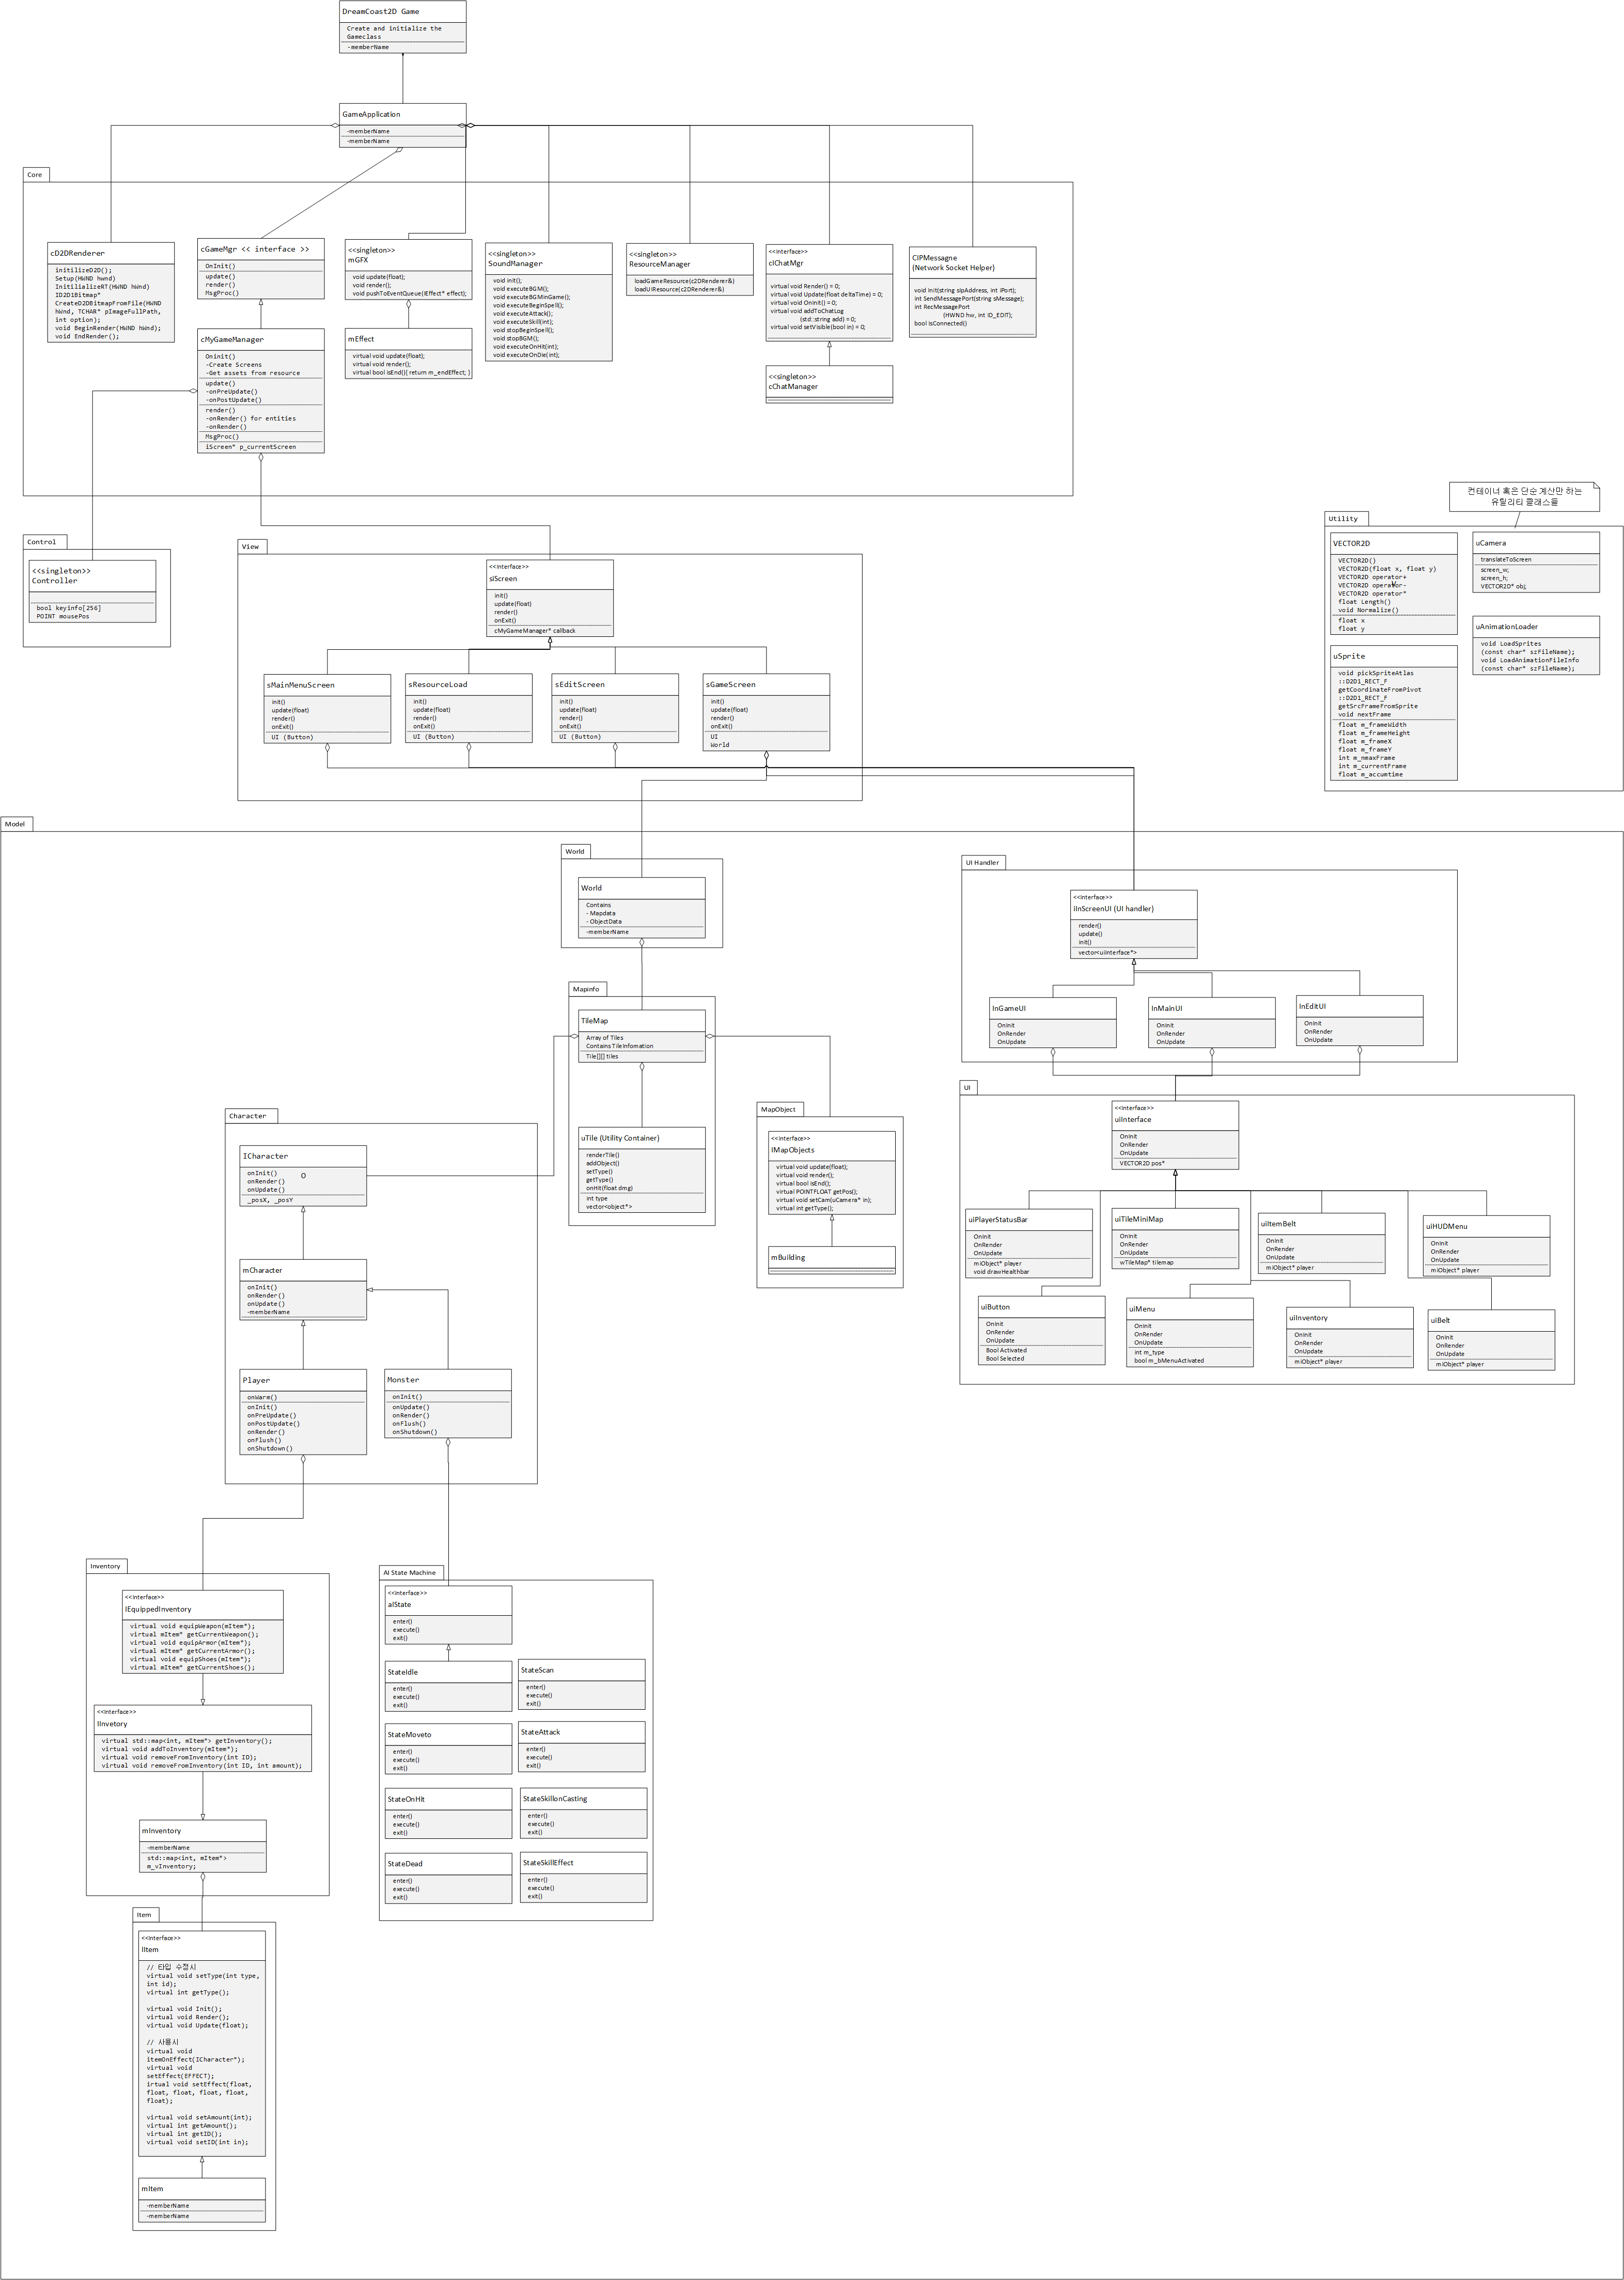 DreamCoast2D Game
Create and initialize the
Gameclass
-memberName
GameApplication
-memberName
-memberName
Core
cD2DRenderer
initilizeD2D();
Setup(HWND hwnd)
InitilializeRT(HWND hWnd)
ID2D1Bitmap*
CreateD2DBitmapFromFile(HWND
hWnd, TCHAR* pImageFullPath,
int option);
void BeginRender(HWND hWnd);
void EndRender();
cGameMgr << interface >>
OnInit()
update()
render()
MsgProc()
cMyGameManager
Oninit()
-Create Screens
-Get assets from resource
update()
-onPreUpdate()
-onPostUpdate()
render()
-onRender() for entities
-onRender()
MsgProc()
iScreen* p_currentScreen
<<singleton>>
mGFX
void update(float);
void render();
void pushToEventQueue(IEffect* effect);
mEffect
virtual void update(float);
virtual void render();
virtual bool isEnd(){ return m_endEffect; }
<<singleton>>
SoundManager
void init();
void executeBGM();
void executeBGMinGame();
void executeBeginSpell();
void executeAttack();
void executeSkill(int);
void stopBeginSpell();
void stopBGM();
void executeOnHit(int);
void executeOnDie(int);
<<singleton>>
ResourceManager
loadGameResource(c2DRenderer&)
loadUIResource(c2DRenderer&)
<<Interface>>
cIChatMgr
virtual void Render() = 0;
virtual void Update(float deltaTime) = 0;
virtual void OnInit() = 0;
virtual void addToChatLog
(std::string add) = 0;
virtual void setVisible(bool in) = 0;
<<singleton>>
cChatManager
CIPMessagne
(Network Socket Helper)
void init(string sIpAddress, int iPort);
int SendMessagePort(string sMessage);
int RecMessagePort
(HWND hw, int ID_EDIT);
bool IsConnected()
Control
<<singleton>>
Controller
bool keyinfo[256]
POINT mousePos
View
<<Interface>>
siScreen
init()
update(float)
render()
onExit()
cMyGameManager* callback
sMainMenuScreen
init()
update(float)
render()
onExit()
UI (Button)
sResourceLoad
init()
update(float)
render()
onExit()
UI (Button)
sEditScreen
init()
update(float)
render()
onExit()
UI (Button)
sGameScreen
init()
update(float)
render()
onExit()
UI
World
컨테이너 혹은 단순 계산만 하는
유틸리티 클래스들
Utility
VECTOR2D
VECTOR2D()
VECTOR2D(float x, float y)
VECTOR2D operator+
VECTOR2D operator-
VECTOR2D operator*
float Length()
void Normalize()
float x
float y
uCamera
translateToScreen
screen_w;
screen_h;
VECTOR2D* obj;
uAnimationLoader
void LoadSprites
(const char* szFileName);
void LoadAnimationFileInfo
(const char* szFileName);
uSprite
void pickSpriteAtlas
::D2D1_RECT_F
getCoordinateFromPivot
::D2D1_RECT_F
getSrcFrameFromSprite
void nextFrame
float m_frameWidth
float m_frameHeight
float m_frameX
float m_frameY
int m_nmaxFrame
int m_currentFrame
float m_accumtime
Model
World
World
Contains
- Mapdata
- ObjectData
-memberName
Mapinfo
TileMap
Array of Tiles
Contains TileInfomation
Tile[][] tiles
uTile (Utility Container)
renderTile()
addObject()
setType()
getType()
onHit(float dmg)
int type
vector<object*>
MapObject
<<Interface>>
IMapObjects
virtual void update(float);
virtual void render();
virtual bool isEnd();
virtual POINTFLOAT getPos();
virtual void setCam(uCamera* in);
virtual int getType();
mBuilding
UI Handler
<<Interface>>
iInScreenUI (UI handler)
render()
update()
init()
vector<uiInterface*>
InGameUI
OnInit
OnRender
OnUpdate
InMainUI
OnInit
OnRender
OnUpdate
InEditUI
OnInit
OnRender
OnUpdate
UI
<<Interface>>
uiInterface
OnInit
OnRender
OnUpdate
VECTOR2D pos*
uiPlayerStatusBar
OnInit
OnRender
OnUpdate
miObject* player
void drawHealthbar
uiTileMiniMap
OnInit
OnRender
OnUpdate
wTileMap* tilemap
uiItemBelt
OnInit
OnRender
OnUpdate
miObject* player
uiHUDMenu
OnInit
OnRender
OnUpdate
miObject* player
uiButton
OnInit
OnRender
OnUpdate
Bool Activated
Bool Selected
uiMenu
OnInit
OnRender
OnUpdate
int m_type
bool m_bMenuActivated
uiInventory
OnInit
OnRender
OnUpdate
miObject* player
uiBelt
OnInit
OnRender
OnUpdate
miObject* player
Character
ICharacter
onInit()
onRender()
onUpdate()
_posX, _posY
O
mCharacter
onInit()
onRender()
onUpdate()
-memberName
Player
onWarm()
onInit()
onPreUpdate()
onPostUpdate()
onRender()
onFlush()
onShutdown()
Monster
onInit()
onUpdate()
onRender()
onFlush()
onShutdown()
Inventory
<<Interface>>
IEquippedInventory
virtual void equipWeapon(mItem*);
virtual mItem* getCurrentWeapon();
virtual void equipArmor(mItem*);
virtual mItem* getCurrentArmor();
virtual void equipShoes(mItem*);
virtual mItem* getCurrentShoes();
<<Interface>>
IInvetory
virtual std::map<int, mItem*> getInventory();
virtual void addToInventory(mItem*);
virtual void removeFromInventory(int ID);
virtual void removeFromInventory(int ID, int amount);
mInventory
-memberName
std::map<int, mItem*>
m_vInventory;
AI State Machine
<<Interface>>
aIState
enter()
execute()
exit()
StateIdle
enter()
execute()
exit()
StateScan
enter()
execute()
exit()
StateMoveto
enter()
execute()
exit()
StateAttack
enter()
execute()
exit()
StateOnHit
enter()
execute()
exit()
StateSkillonCasting
enter()
execute()
exit()
StateDead
enter()
execute()
exit()
StateSkillEffect
enter()
execute()
exit()
Item
<<Interface>>
IItem
// 타입 수정시
virtual void setType(int type,
int id);
virtual int getType();
virtual void Init();
virtual void Render();
virtual void Update(float);
// 사용시
virtual void
itemOnEffect(ICharacter*);
virtual void
setEffect(EFFECT);
irtual void setEffect(float,
float, float, float, float,
float);
virtual void setAmount(int);
virtual int getAmount();
virtual int getID();
virtual void setID(int in);
mItem
-memberName
-memberName